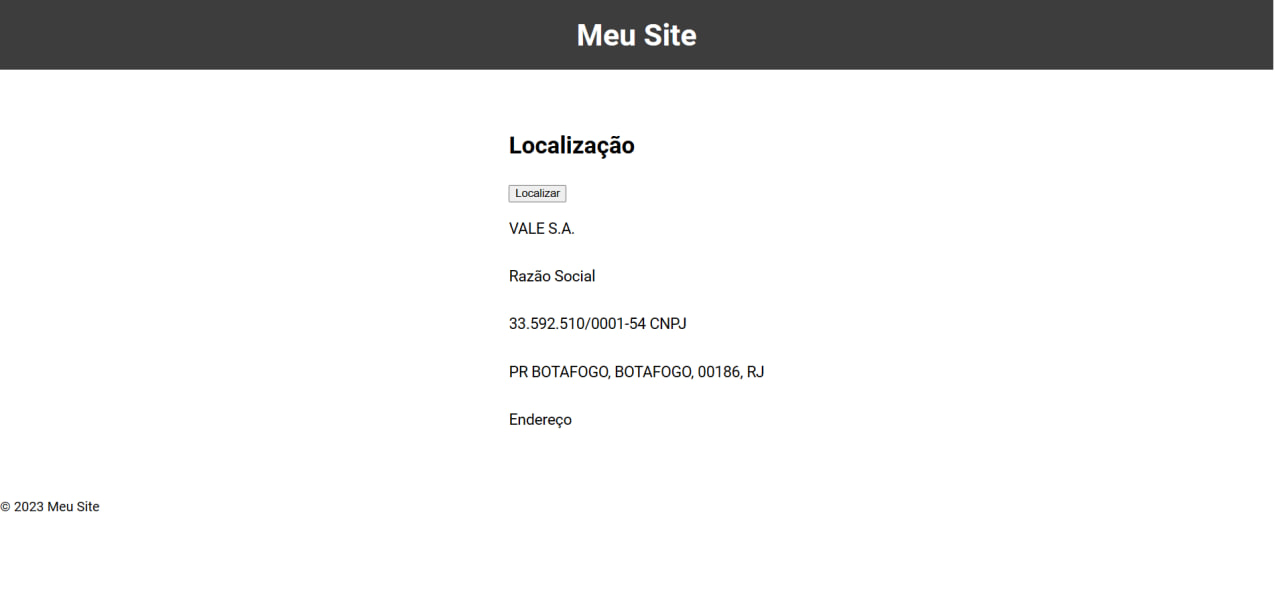 Meu Site
Localização
Localizar
VALE S.A.
Razão Social
33.592.510/0001-54 CNPJ
PR BOTAFOGO, BOTAFOGO, 00186, RJ
Endereço
© 2023 Meu Site